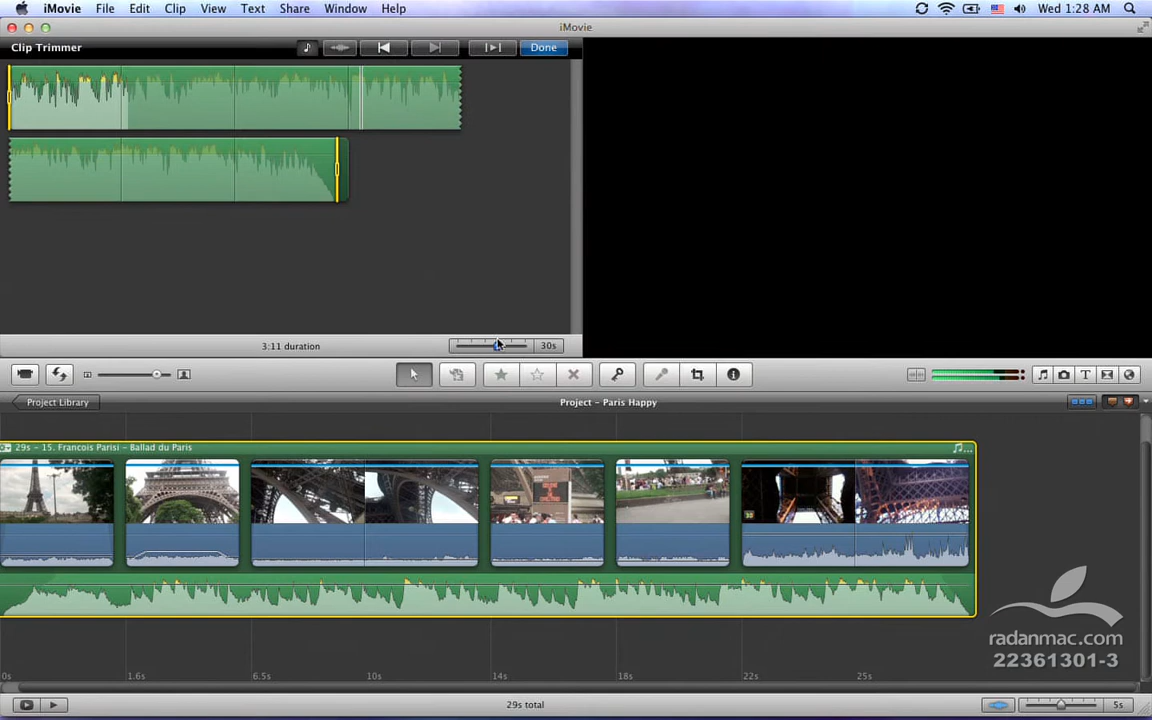 iMovie File Edit Clip View Text Share Window Help Wed 1:28 AM
iMovie
Clip Trimmer Done
3:11 duration 30s
Project Library Project - Paris Happy
29s - 15. Francois Parisi - Ballad du Paris
radanmac.com
22361301-3
0s 1.6s 6.5s 10s 14s 18s 22s 25s
29s total 5s